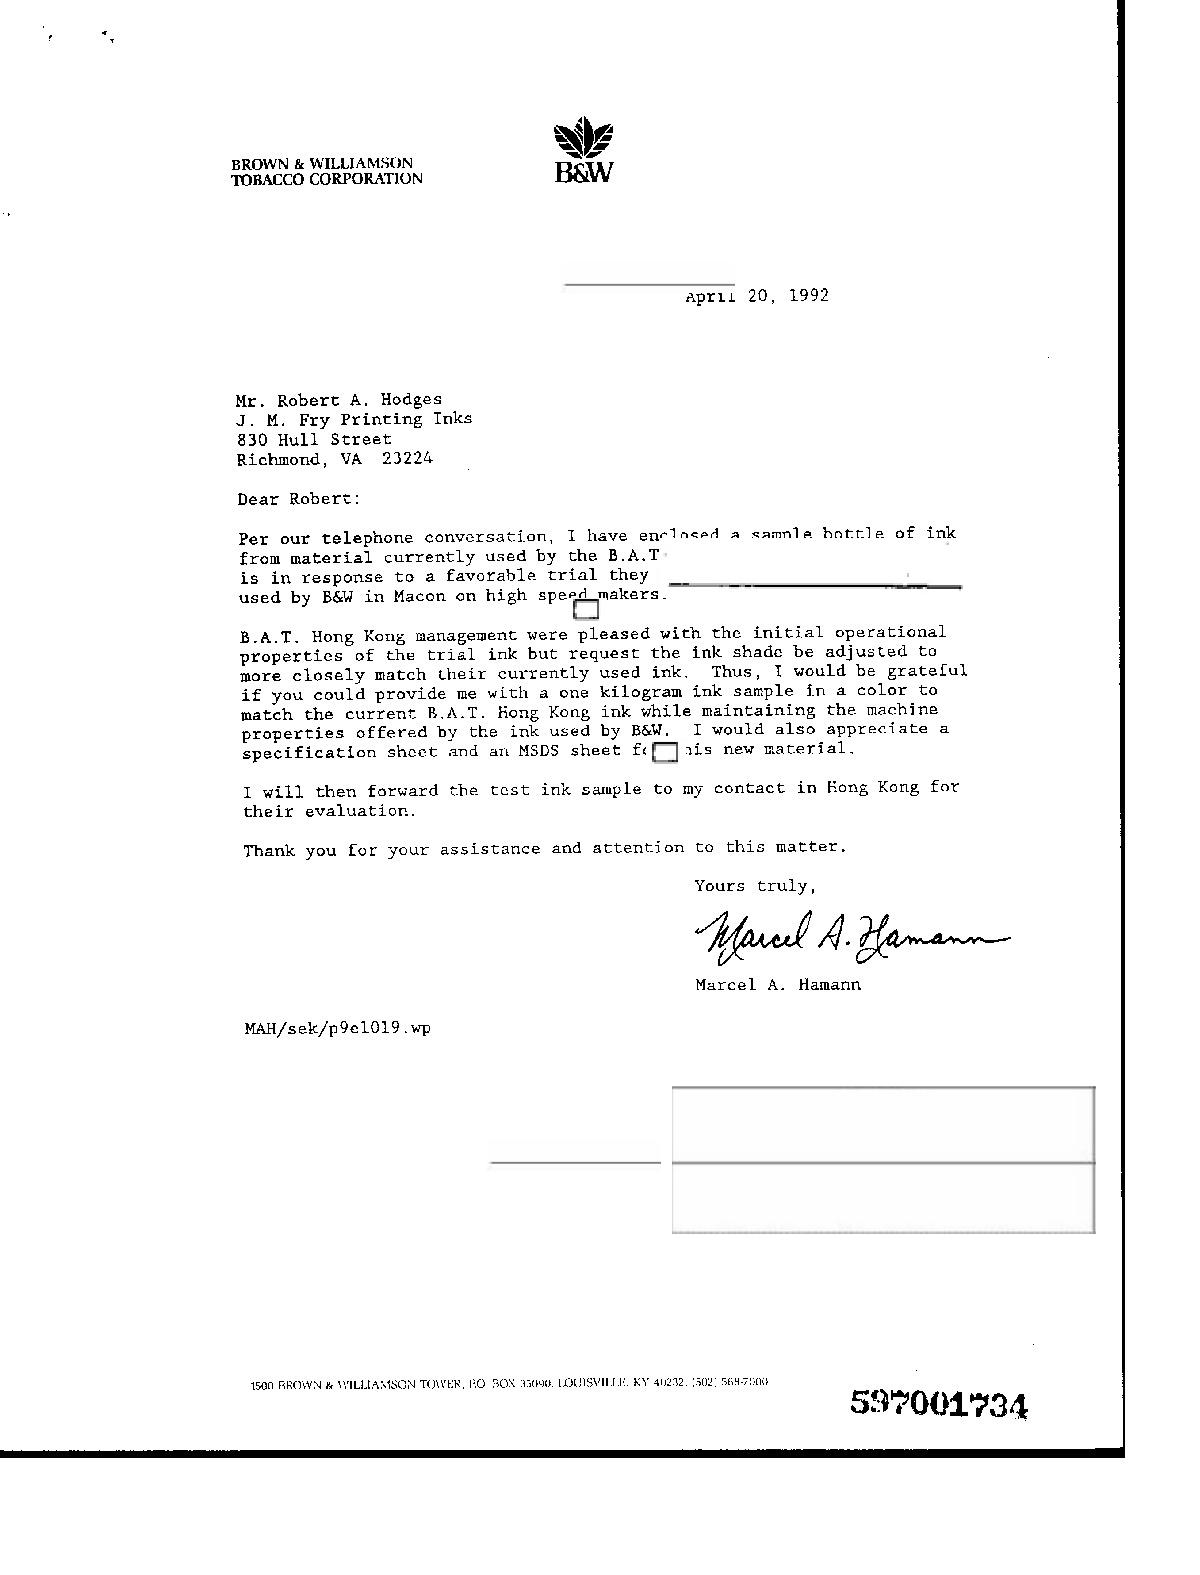 BROWN & WILLIAMSON
TOBACCO CORPORATION
B&W
April 20, 1992
Mr. Robert A. Hodges
J. M. Fry Printing Inks
830 Hull Street
Richmond, VA 23224
Dear Robert:
Per our telephone conversation, I have enclosed a sample bottle of ink
from material currently used by the B.A.T
is in response to a favorable trial they
used by B&W in Macon on high speed makers.
B.A.T. Hong Kong management were pleased with the initial operational
properties of the trial ink but request the ink shade be adjusted to
more closely match their currently used ink. Thus, I would be grateful
if you could provide me with a one kilogram ink sample in a color to
match the current B.A.T. Hong Kong ink while maintaining the machine
properties offered by the ink used by B&W. I would also appreciate a
specification sheet and an MSDS sheet new material.
I will then forward the test ink sample to my contact in Hong Kong for
their evaluation.
Thank you for your assistance and attention to this matter.
Yours truly,
Marcel A. Hamann
Marcel A. Hamann
MAH/sek/p9c1019.wp
1500 BROWN & WILLIAMSON TOWER, P.O. BOX 35090, LOUISVILLE, KY 40232, (502) 568-7000
597001734